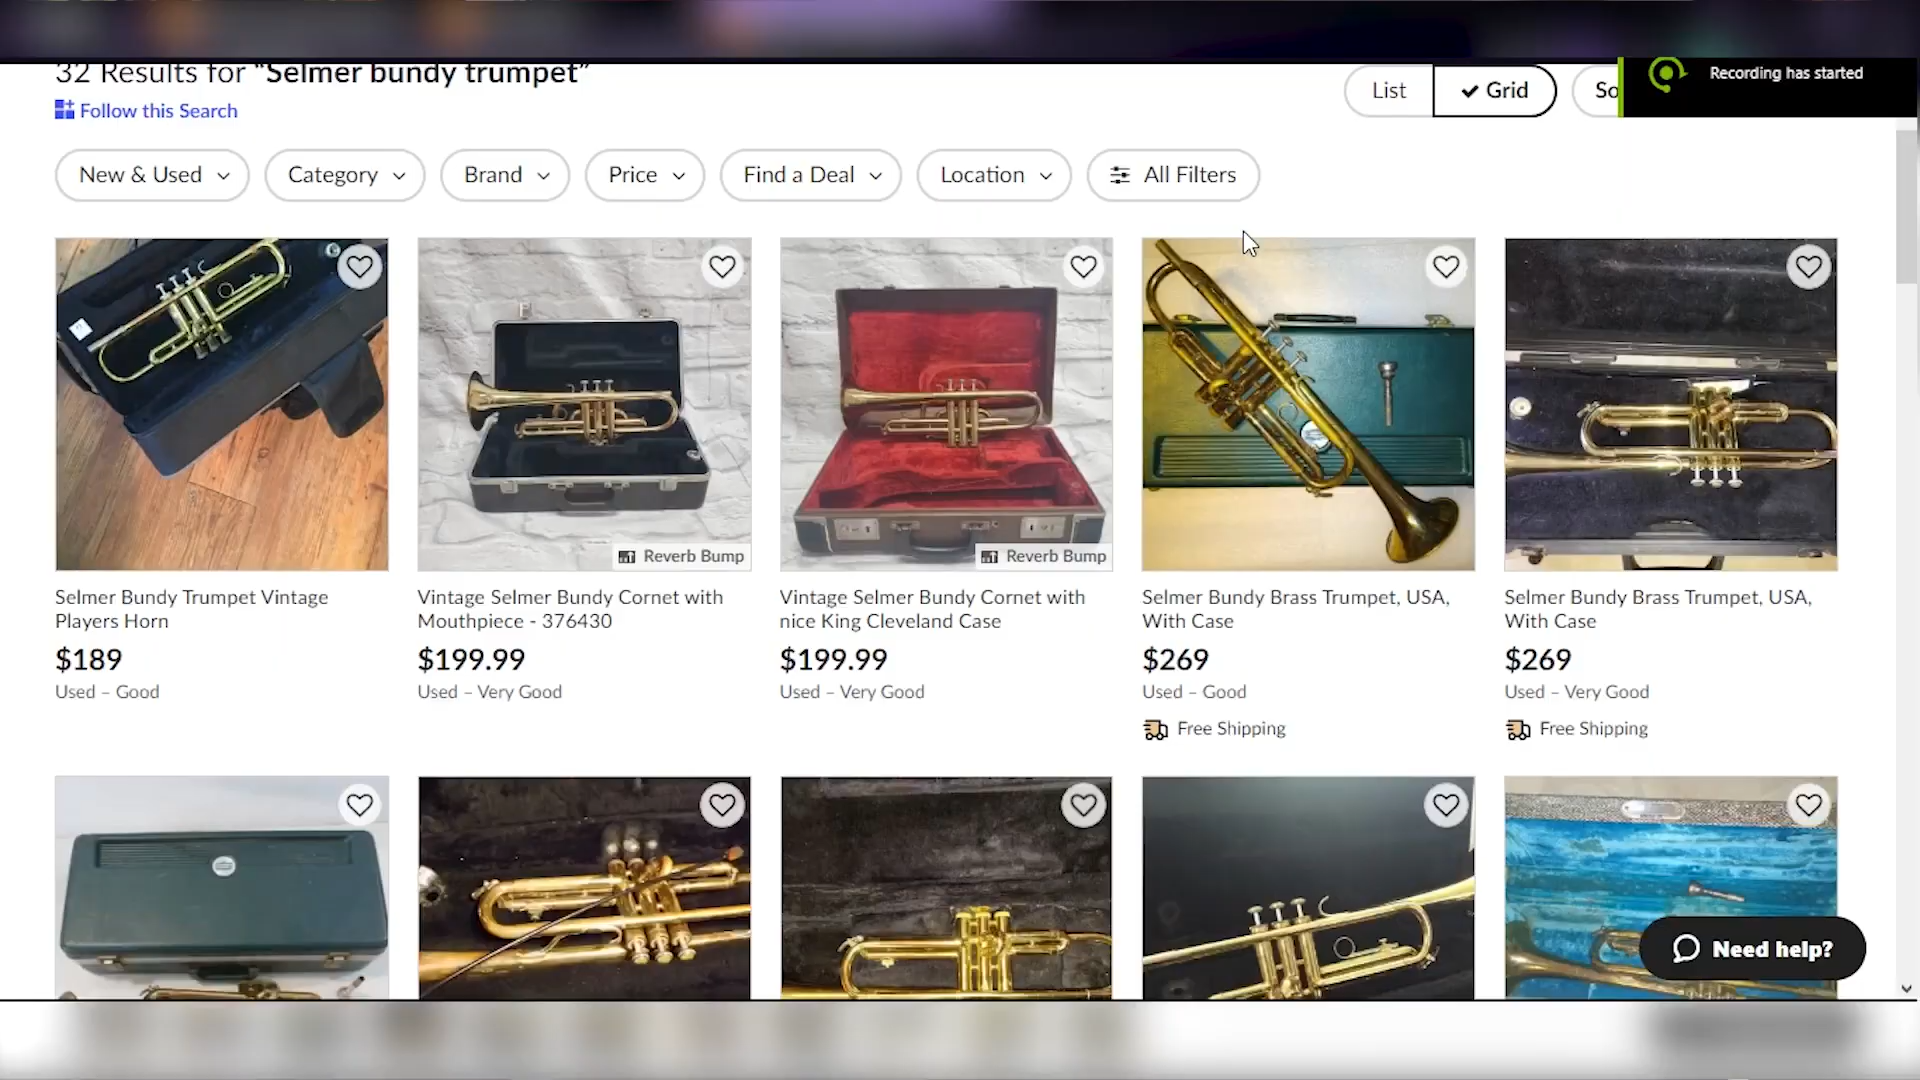 32 Results for "Selmer bundy trumpet"
Follow this Search
List
Grid
So
Recording has started
New & Used
Category
Brand
Price
Find a Deal
Location
All Filters
Reverb Bump
Reverb Bump
Selmer Bundy Trumpet Vintage
Players Horn
$189
Used – Good
Vintage Selmer Bundy Cornet with
Mouthpiece - 376430
$199.99
Used – Very Good
Vintage Selmer Bundy Cornet with
nice King Cleveland Case
$199.99
Used – Very Good
Selmer Bundy Brass Trumpet, USA,
With Case
$269
Used – Good
Free Shipping
Selmer Bundy Brass Trumpet, USA,
With Case
$269
Used – Very Good
Free Shipping
Need help?